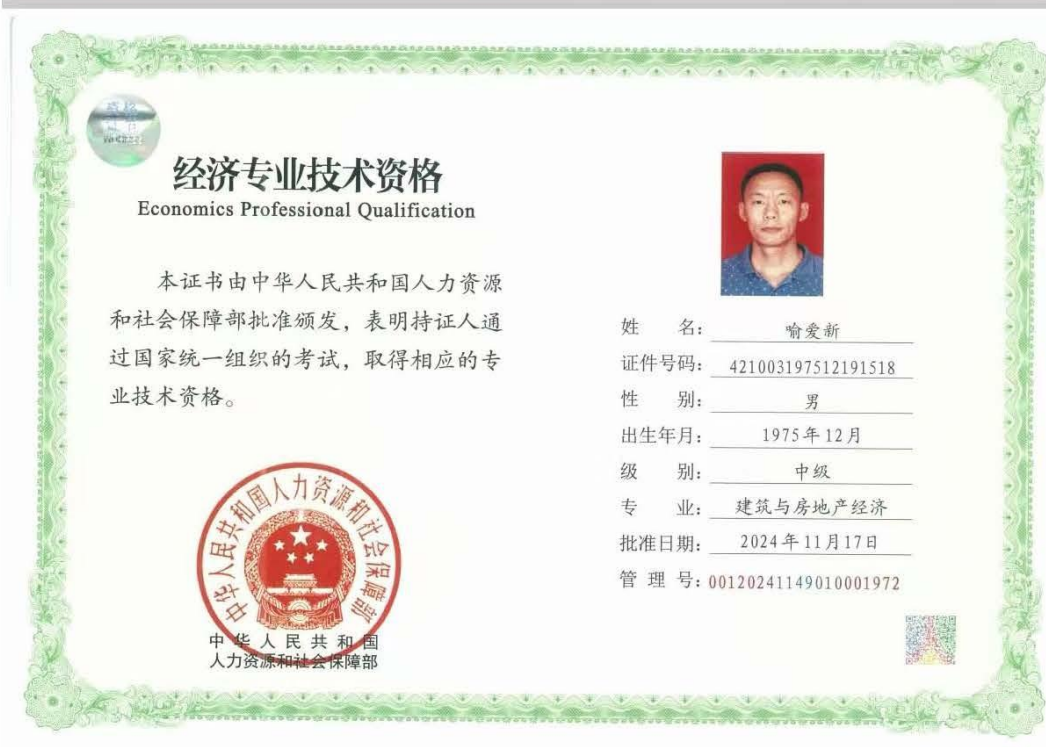 经济专业技术资格
Economics Professional Qualification
本证书由中华人民共和国人力资源
和社会保障部批准颁发，表明持证人通
过国家统一组织的考试，取得相应的专
业技术资格。
中华人民共和国人力资源和社会保障部
中华人民共和国
人力资源和社会保障部
姓 名： 喻爱新
证件号码： 421003197512191518
性 别： 男
出生年月： 1975年12月
级 别： 中级
专 业： 建筑与房地产经济
批准日期： 2024年11月17日
管 理 号： 00120241149010001972